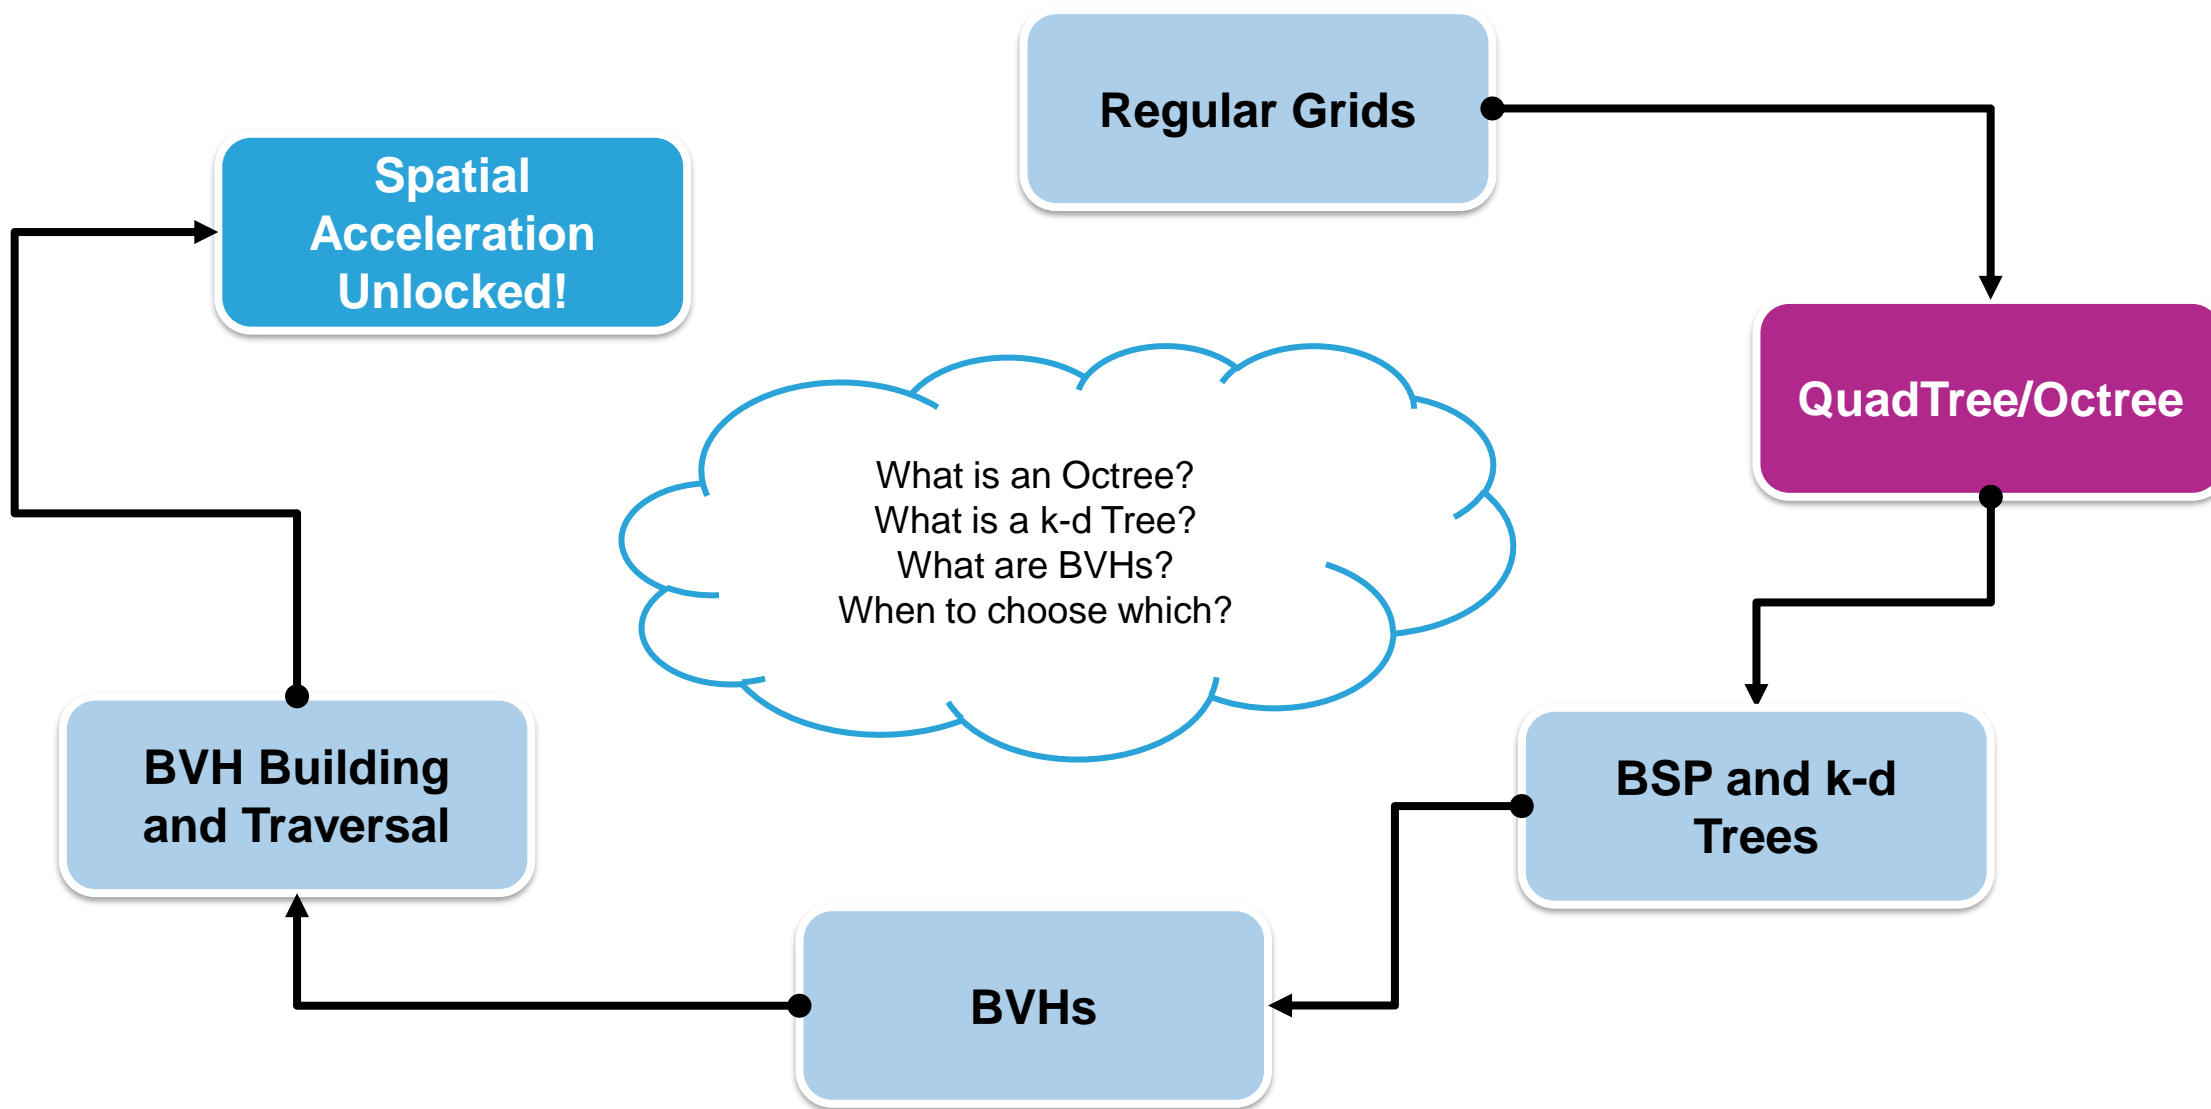 Regular Grids
Spatial
Acceleration
Unlocked!
QuadTree/Octree
What is an Octree?
What is a k-d Tree?
What are BVHs?
When to choose which?
BVH Building
and Traversal
BSP and k-d
Trees
BVHs